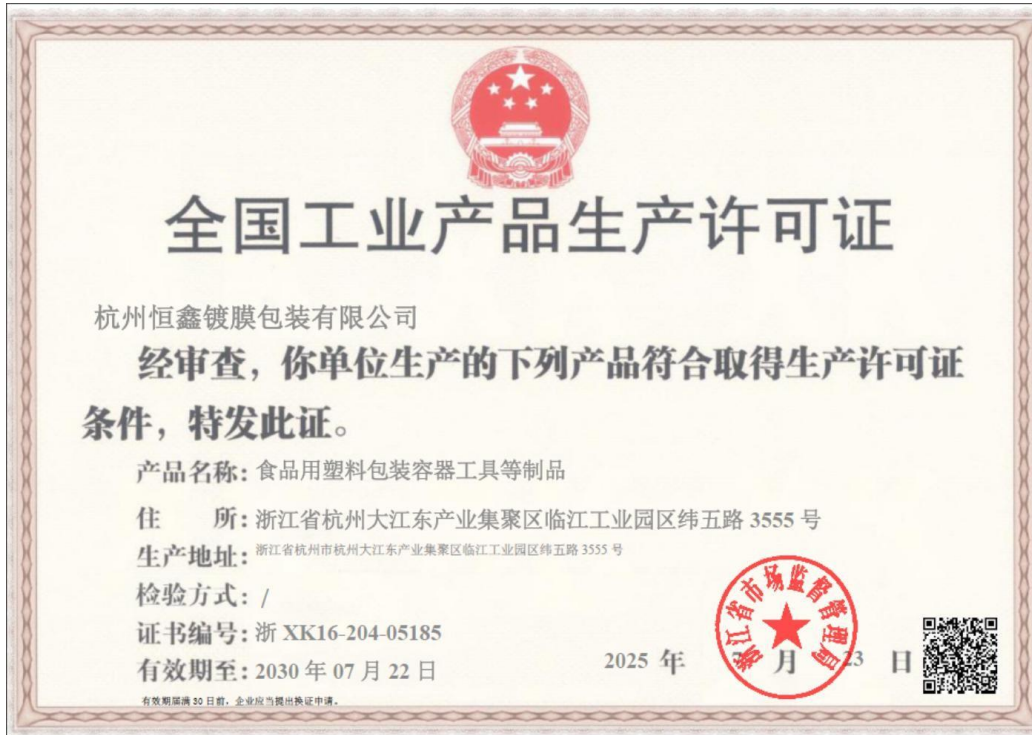 全国工业产品生产许可证
杭州恒鑫镀膜包装有限公司
经审查，你单位生产的下列产品符合取得生产许可证
条件，特发此证。
产品名称：食品用塑料包装容器工具等制品
住 所：浙江省杭州大江东产业集聚区临江工业园区纬五路 3555 号
生产地址：浙江省杭州市杭州大江东产业集聚区临江工业园区纬五路 3555 号
检验方式：/
证书编号：浙 XK16-204-05185
有效期至：2030 年 07 月 22 日
2025 年 月 23 日
浙江省市场监督管理局
有效期届满 30 日前，企业应当提出换证申请。